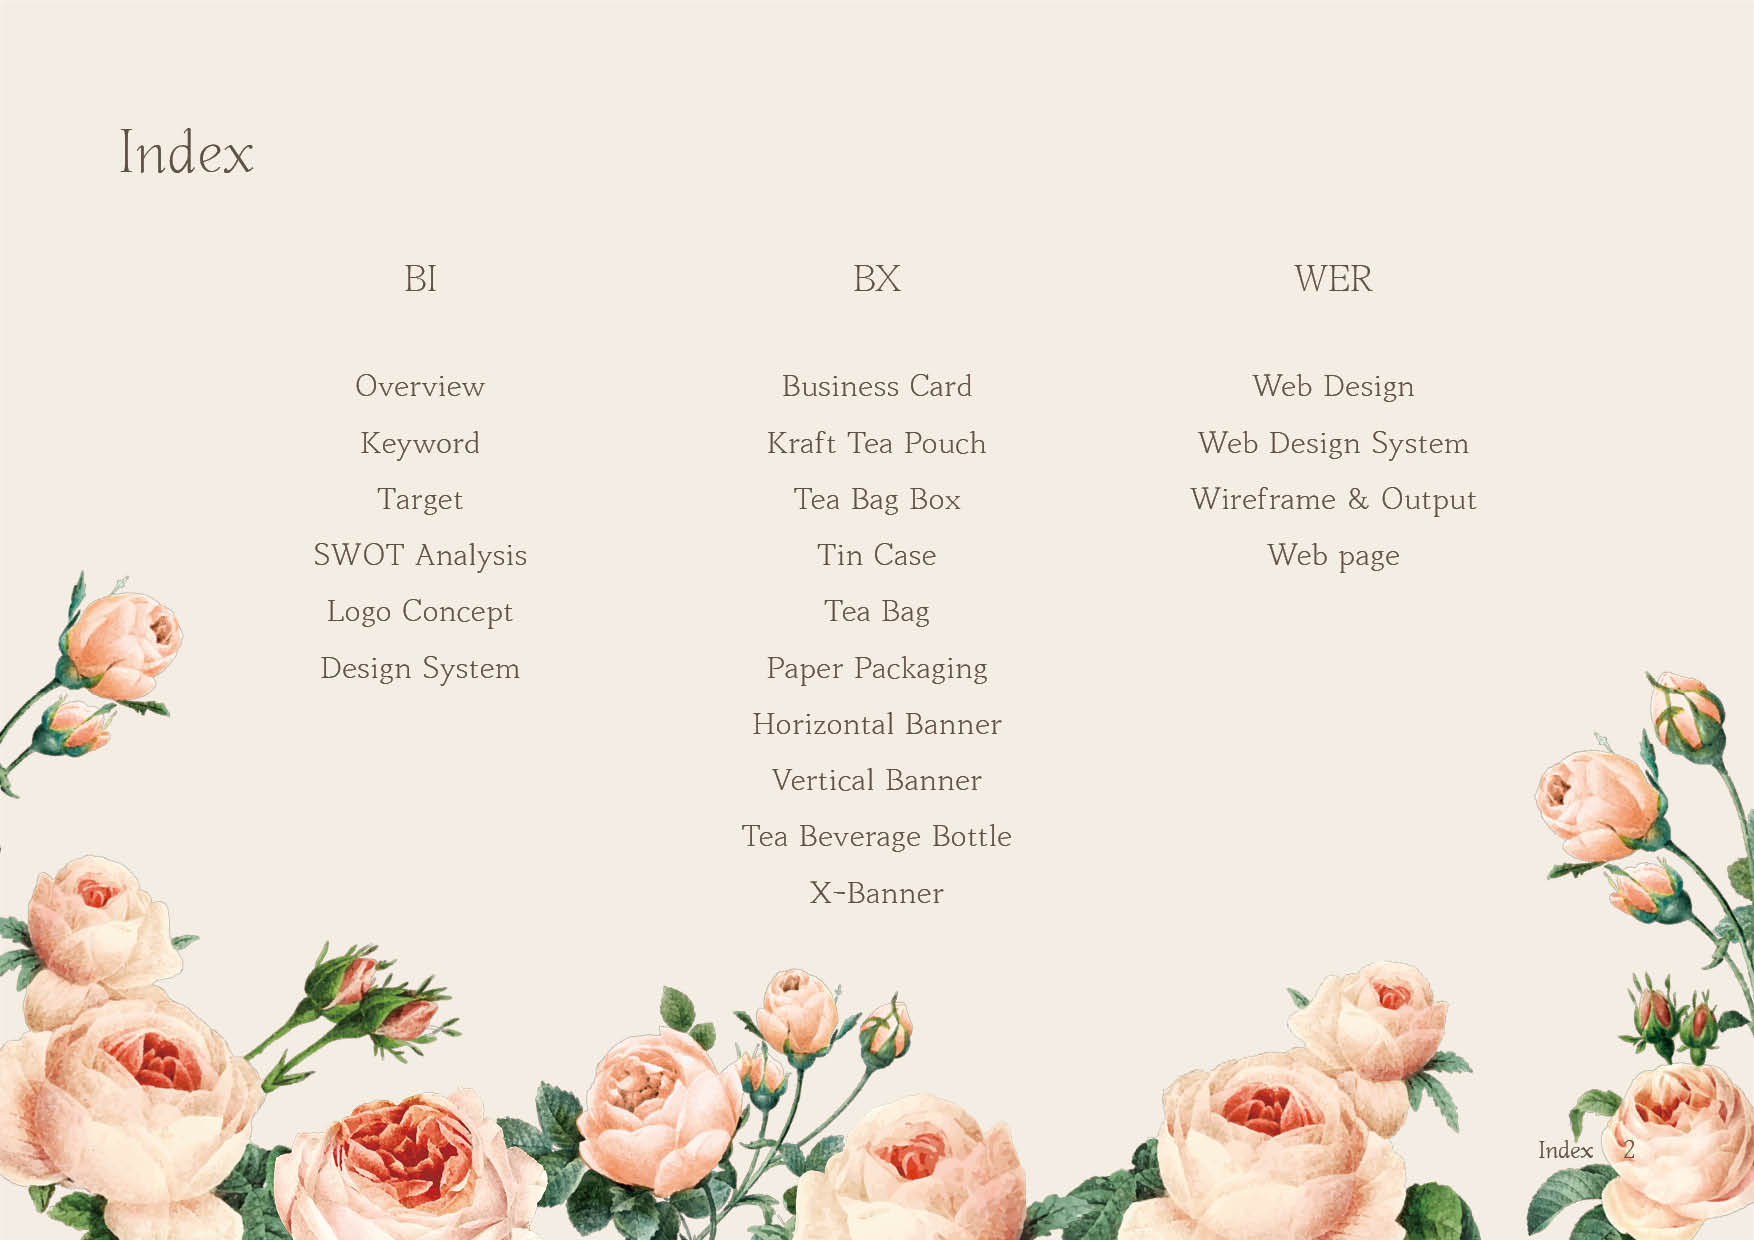 Index
BI
Overview
Keyword
Target
SWOT Analysis
Logo Concept
Design System
BX
Business Card
Kraft Tea Pouch
Tea Bag Box
Tin Case
Tea Bag
Paper Packaging
Horizontal Banner
Vertical Banner
Tea Beverage Bottle
X-Banner
WER
Web Design
Web Design System
Wireframe & Output
Web page
Index 2